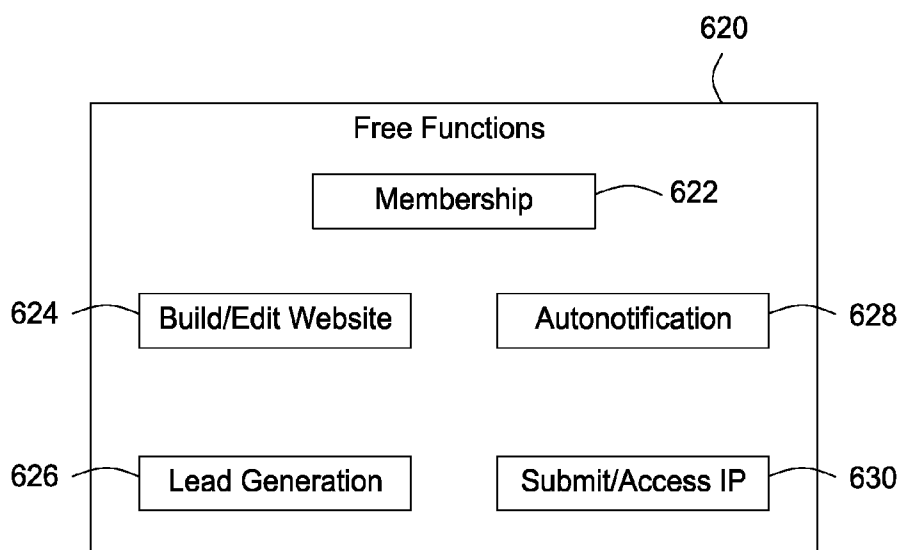 620
Free Functions
Membership
622
624
Build/Edit Website
Autonotification
628
626
Lead Generation
Submit/Access IP
630